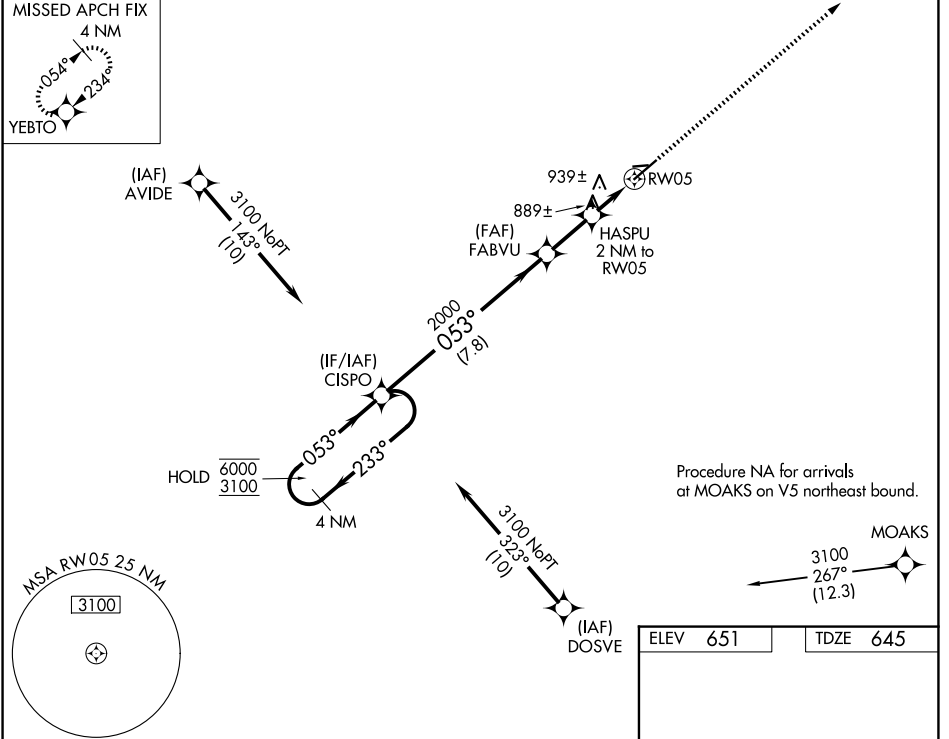 MISSED APCH FIX
4 NM
054°
234°
YEBTO
(IAF)
AVIDE
3100 NoPT
143°
(10)
939±
889±
RW05
HASPU
2 NM to
RW05
(FAF)
FABVU
2000
053°
(7.8)
(IF/IAF)
CISPO
053°
233°
HOLD
6000
3100
4 NM
Procedure NA for arrivals
at MOAKS on V5 northeast bound.
MOAKS
3100
267°
(12.3)
3100 NoPT
323°
(10)
(IAF)
DOSVE
MSA RW05 25 NM
3100
ELEV 651
TDZE 645